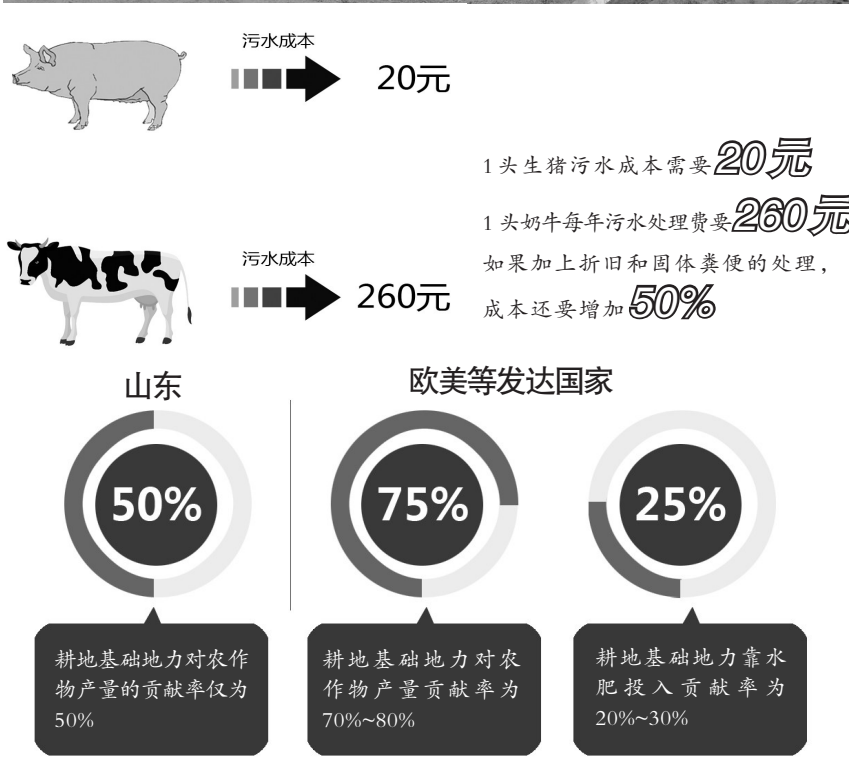 污水成本
20元
1头生猪污水成本需要20元
1头奶牛每年污水处理费要260元
如果加上折旧和固体粪便的处理，
成本还要增加50%
污水成本
260元
山东
欧美等发达国家
50%
75%
25%
耕地基础地力对农作
物产量的贡献率仅为
50%
耕地基础地力对农
作物产量贡献率为
70%~80%
耕地基础地力靠水
肥投入贡献率为
20%~30%